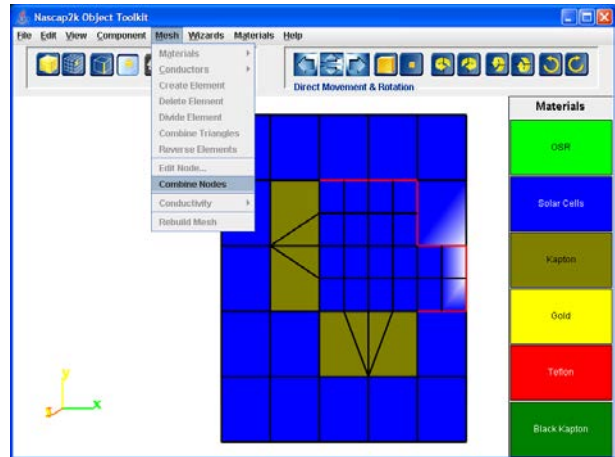 Nascap2k Object Toolkit
File Edit View Component Mesh Wizards Materials Help
Materials
Conductors
Create Element
Delete Element
Divide Element
Combine Triangles
Reverse Elements
Edit Node...
Combine Nodes
Conductivity
Rebuild Mesh
Direct Movement & Rotation
Materials
OSR
Solar Cells
Kapton
Gold
Teflon
Black Kapton
y
z
x